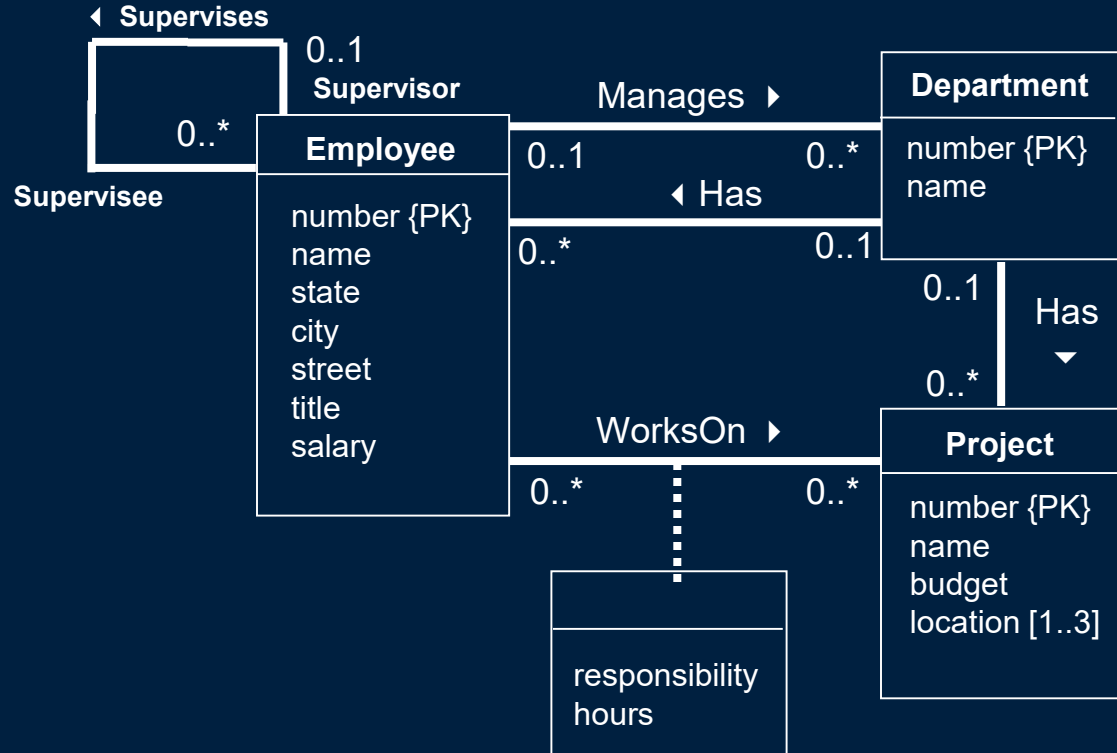 ◂ Supervises
0..1
Supervisor
0..*
Supervisee
Employee
number {PK}
name
state
city
street
title
salary
Manages ▸
0..1
0..*
◂ Has
0..*
0..1
Department
number {PK}
name
0..1
Has
▾
0..*
WorksOn ▸
0..*
0..*
Project
number {PK}
name
budget
location [1..3]
responsibility
hours